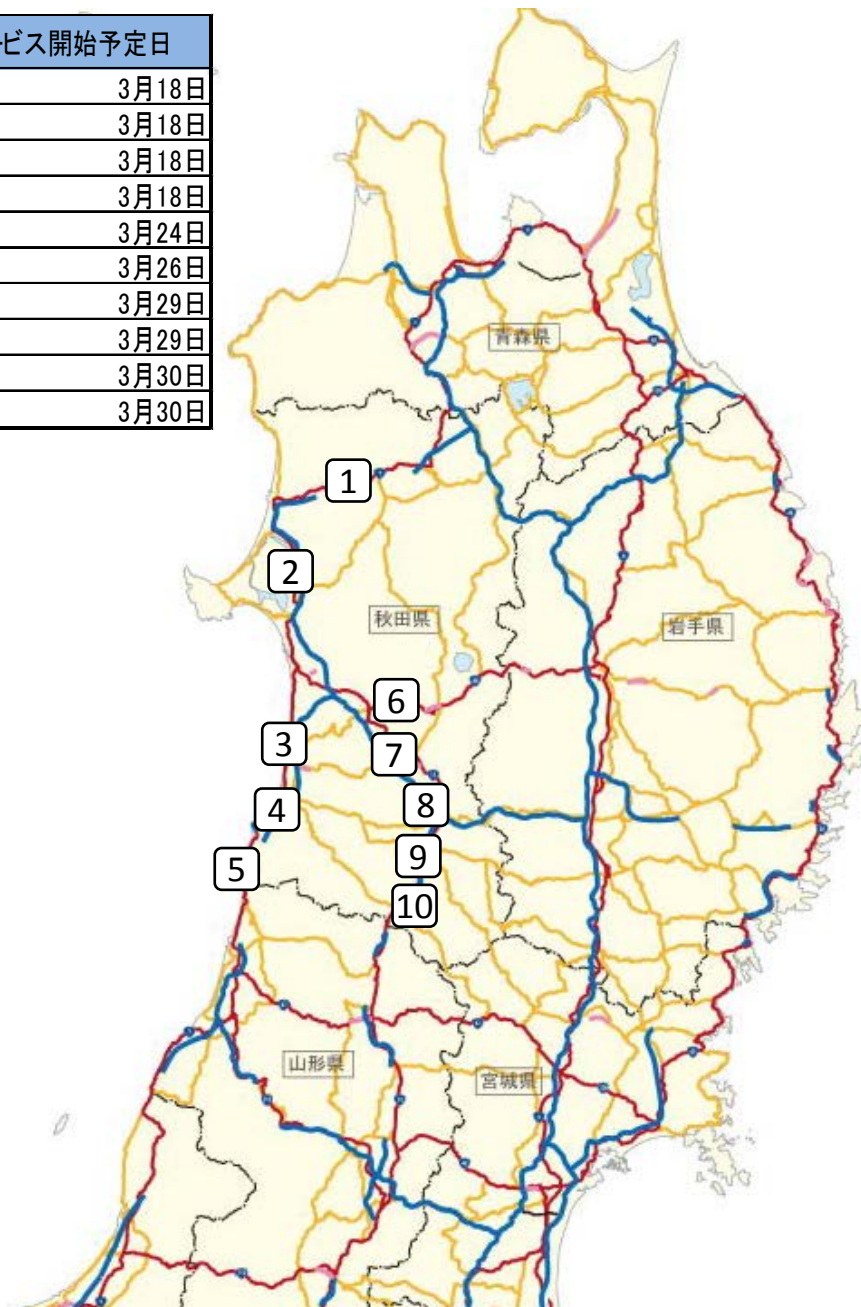 ビス開始予定日
3月18日
3月18日
3月18日
3月18日
3月24日
3月26日
3月29日
3月29日
3月30日
3月30日
青森県
1
2
秋田県
岩手県
6
3
7
4
8
5
9
10
山形県
宮城県